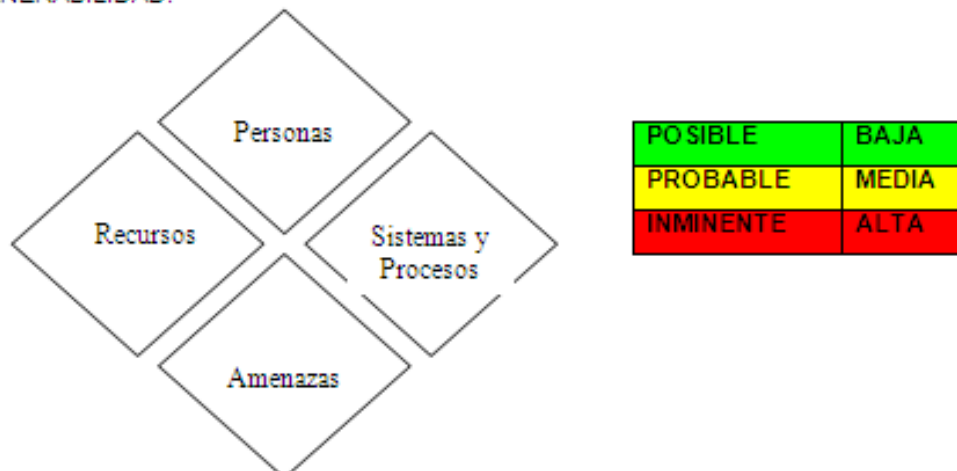 Personas
Recursos
Sistemas y
Procesos
Amenazas
POSIBLE BAJA
PROBABLE MEDIA
INMINENTE ALTA